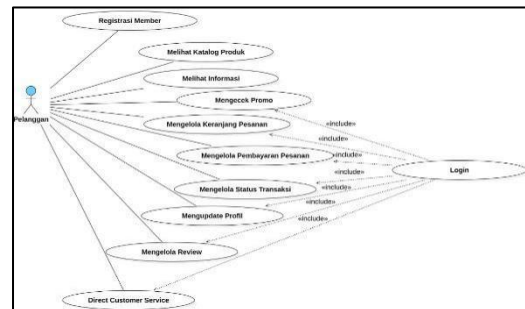 Registrasi Member
Melihat Katalog Produk
Melihat Informasi
Pelanggan
Mengecek Promo
Mengelola Keranjang Pesanan
«include»
«include»
Mengelola Pembayaran Pesanan
«include»
Login
«include»
Mengelola Status Transaksi
«include»
Mengupdate Profil
«include»
«include»
Mengelola Review
Direct Customer Service